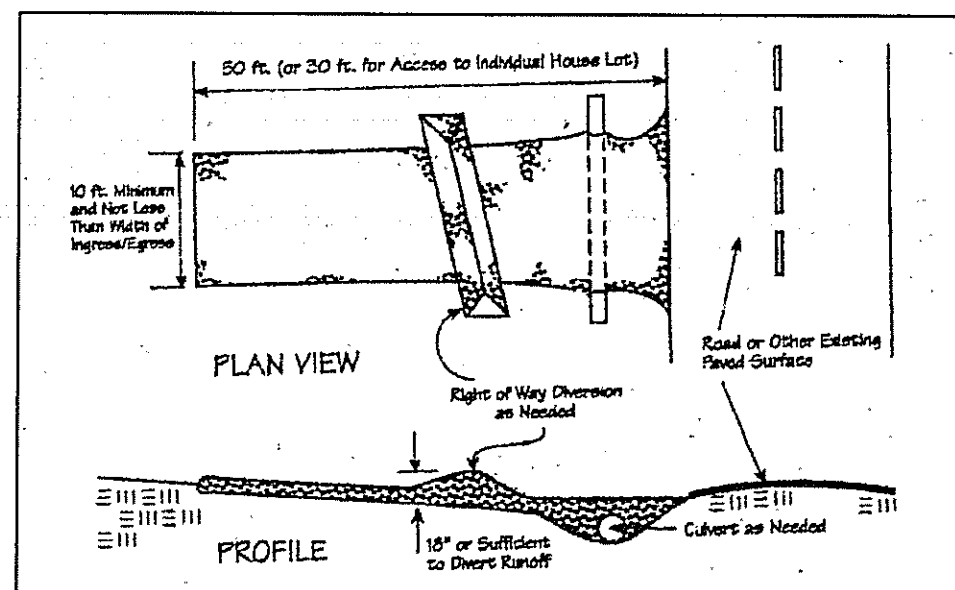 50 ft. (or 30 ft. for Access to Individual House Lot)
10 ft. Minimum
and Not Less
Than Width of
Ingress/Egress
PLAN VIEW
Road or Other Existing
Paved Surface
Right of Way Diversion
as Needed
Culvert as Needed
PROFILE
18" or Sufficient
to Divert Runoff